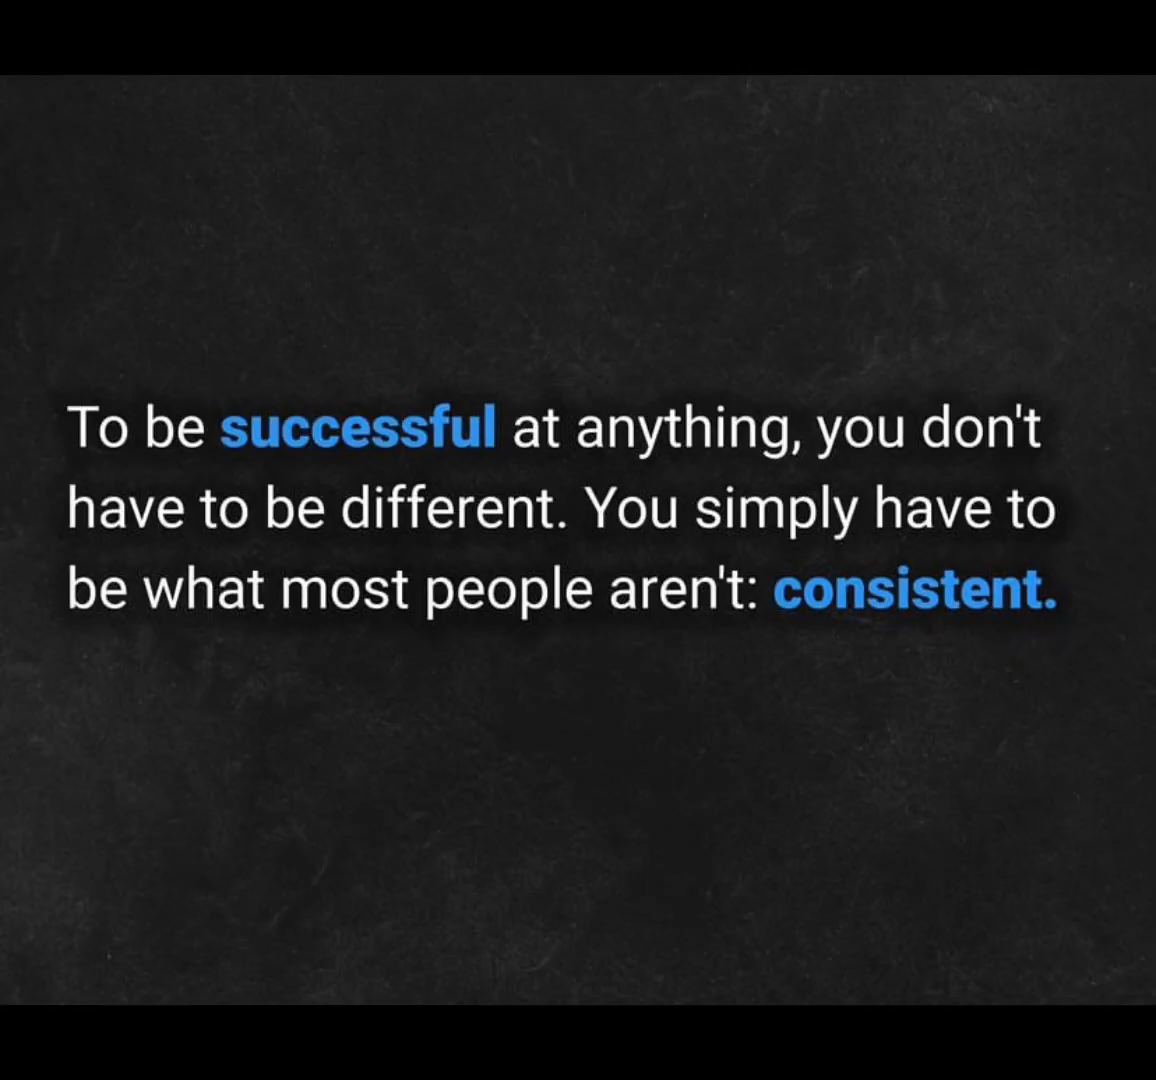 To be successful at anything, you don't
have to be different. You simply have to
be what most people aren't: consistent.